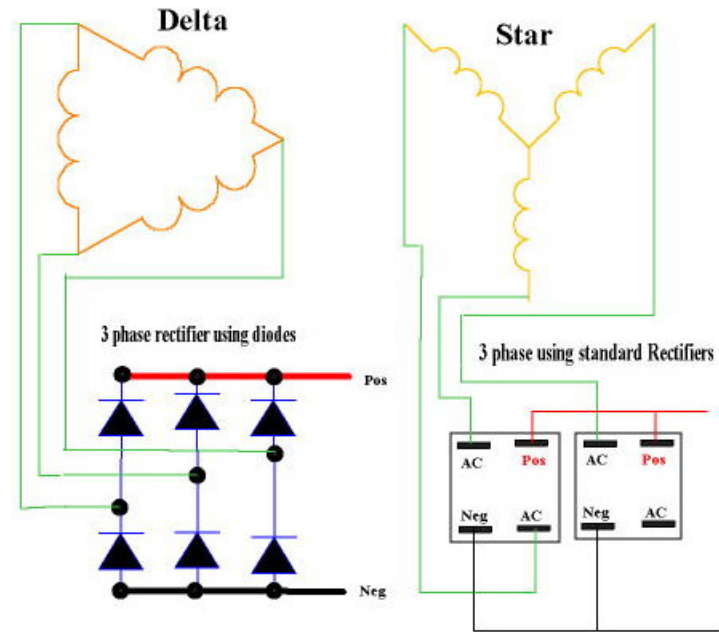 Delta
Star
3 phase rectifier using diodes
Pos
Neg
3 phase using standard Rectifiers
AC Pos AC Pos
Neg AC Neg AC